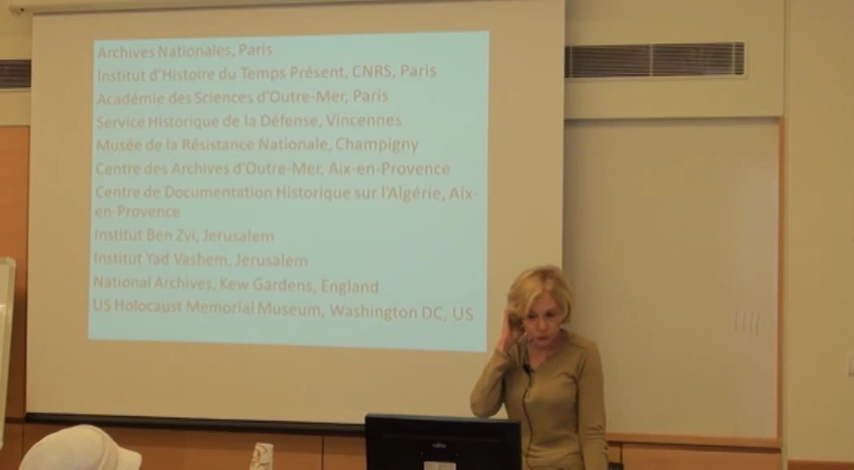 Archives Nationales, Paris
Institut d'Histoire du Temps Présent, CNRS, Paris
Académie des Sciences d'Outre-Mer, Paris
Service Historique de la Défense, Vincennes
Musée de la Résistance Nationale, Champigny
Centre des Archives d'Outre-Mer, Aix-en-Provence
Centre de Documentation Historique sur l'Algérie, Aix-
en-Provence
Institut Ben Zvi, Jerusalem
Institut Yad Vashem, Jerusalem
National Archives, Kew Gardens, England
US Holocaust Memorial Museum, Washington DC, US
FUJITSU